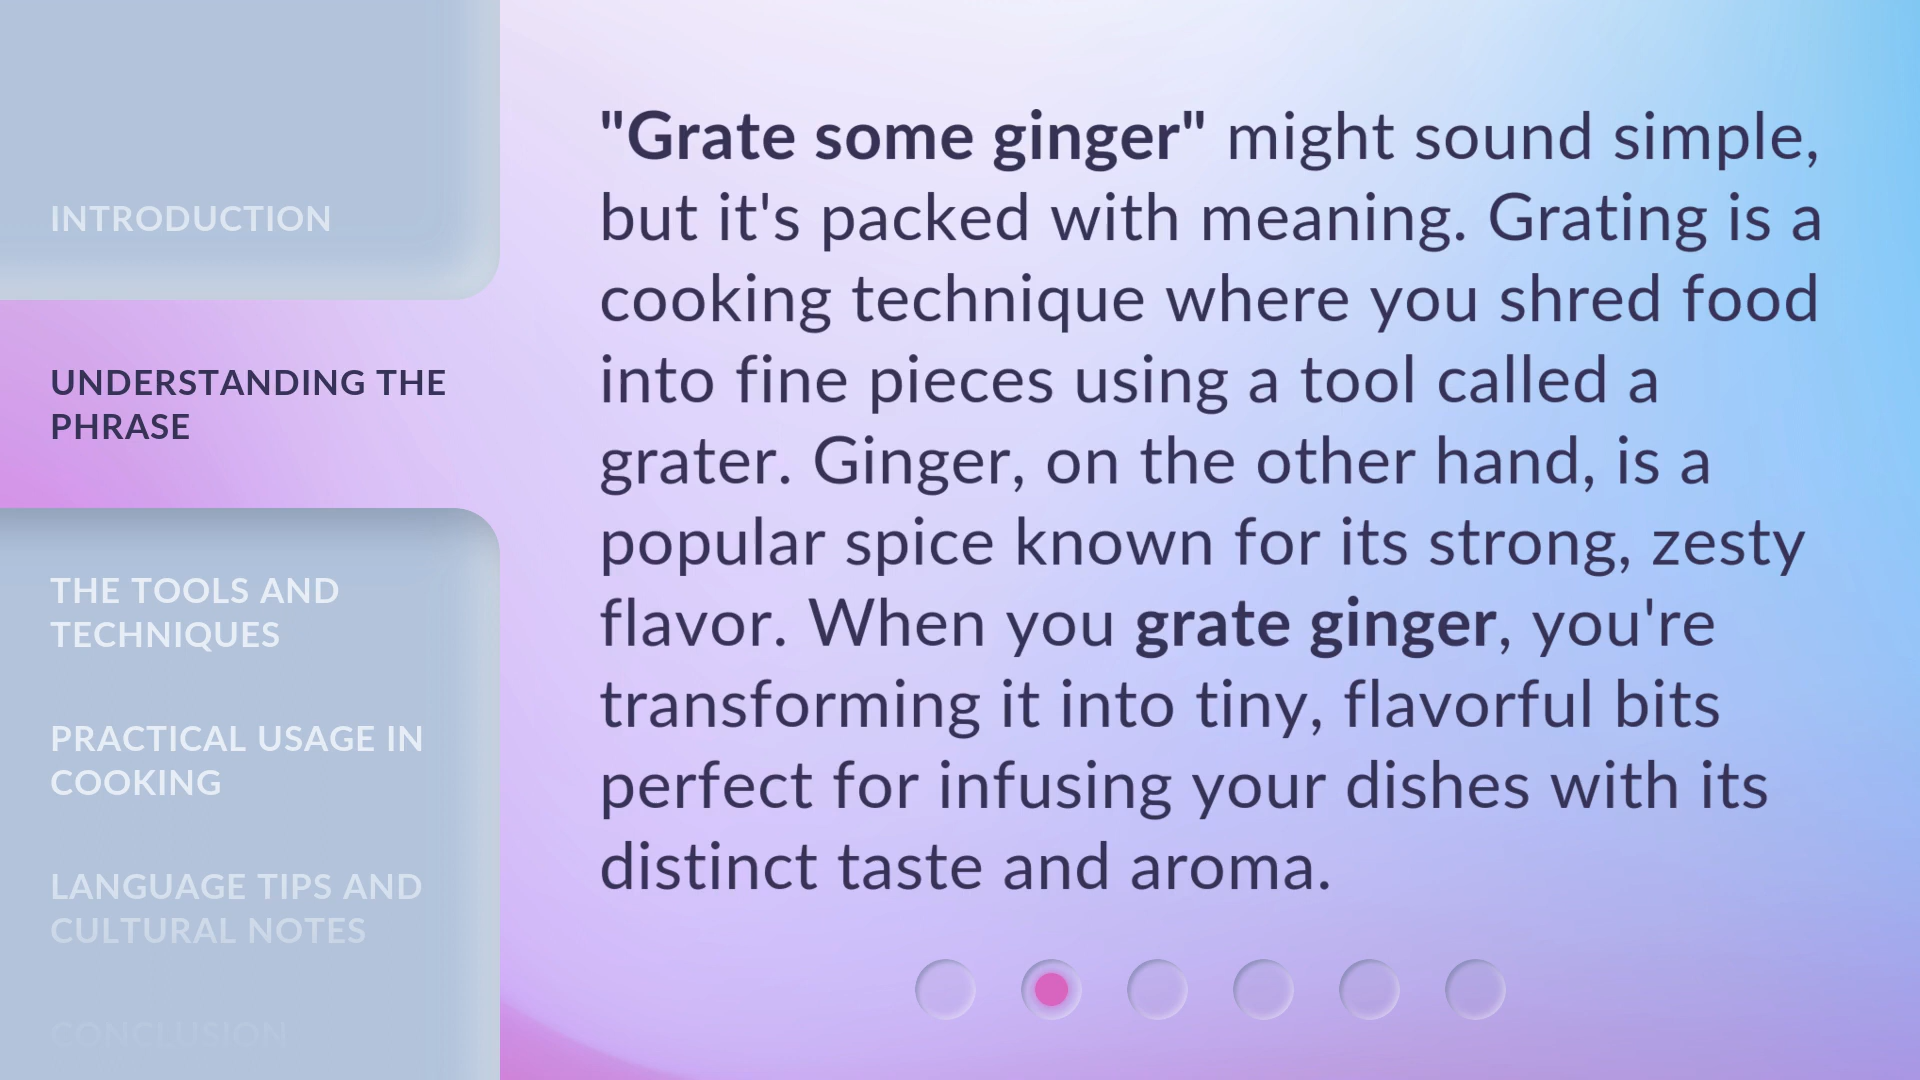 INTRODUCTION
UNDERSTANDING THE
PHRASE
THE TOOLS AND
TECHNIQUES
PRACTICAL USAGE IN
COOKING
LANGUAGE TIPS AND
CULTURAL NOTES
CONCLUSION
"Grate some ginger" might sound simple,
but it's packed with meaning. Grating is a
cooking technique where you shred food
into fine pieces using a tool called a
grater. Ginger, on the other hand, is a
popular spice known for its strong, zesty
flavor. When you grate ginger, you're
transforming it into tiny, flavorful bits
perfect for infusing your dishes with its
distinct taste and aroma.